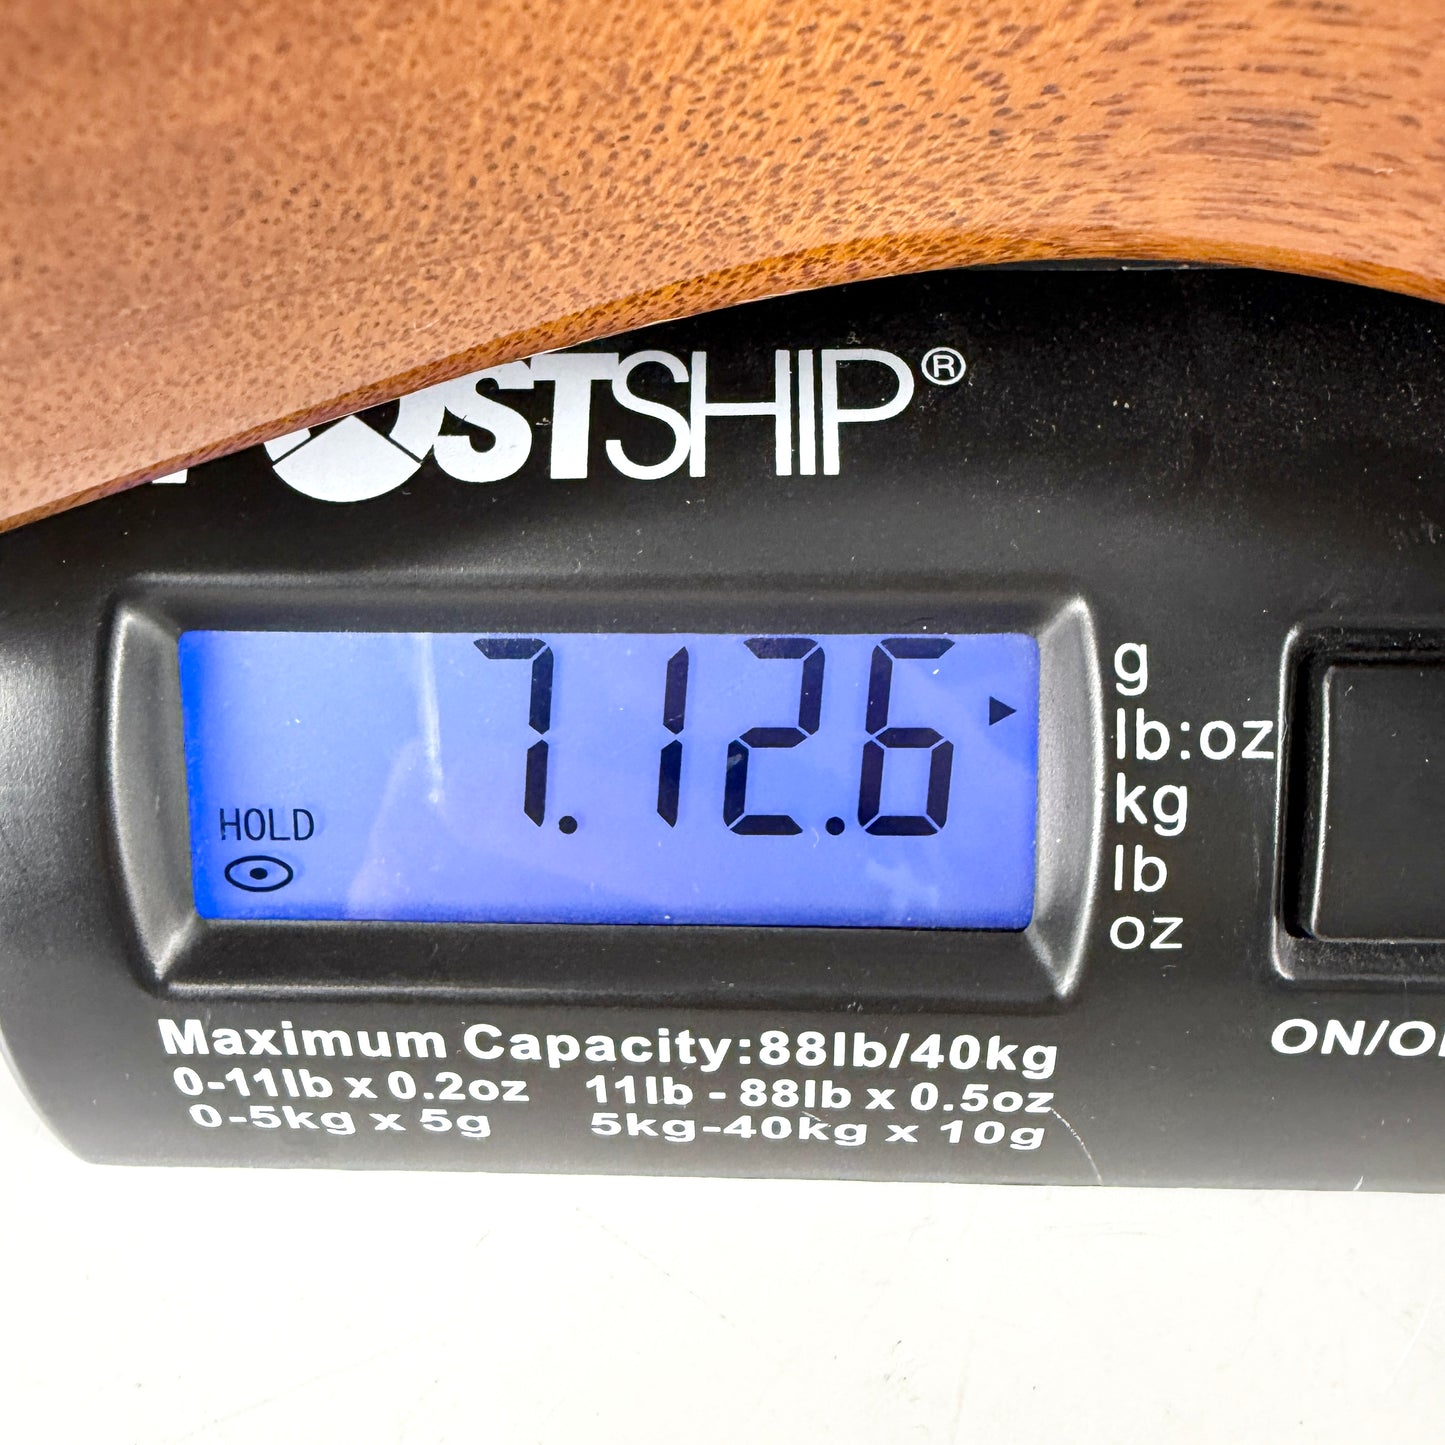 POSTSHIP®
7.12.6
HOLD
g
lb:oz
kg
lb
oz
Maximum Capacity:88lb/40kg
0-11lb x 0.2oz 11lb - 88lb x 0.5oz
0-5kg x 5g 5kg-40kg x 10g